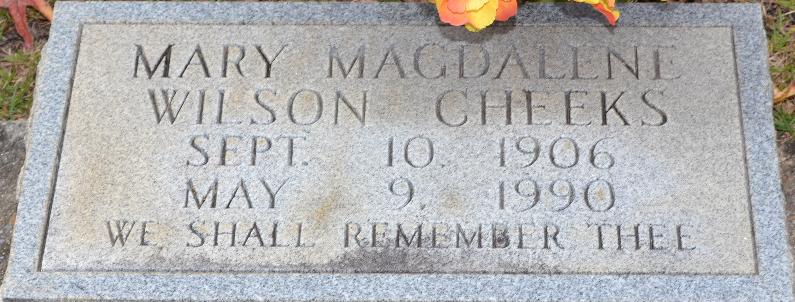 MARY MAGDALENE
WILSON CHEEKS
SEPT. 10. 1906
MAY 9. 1990
WE SHALL REMEMBER THEE